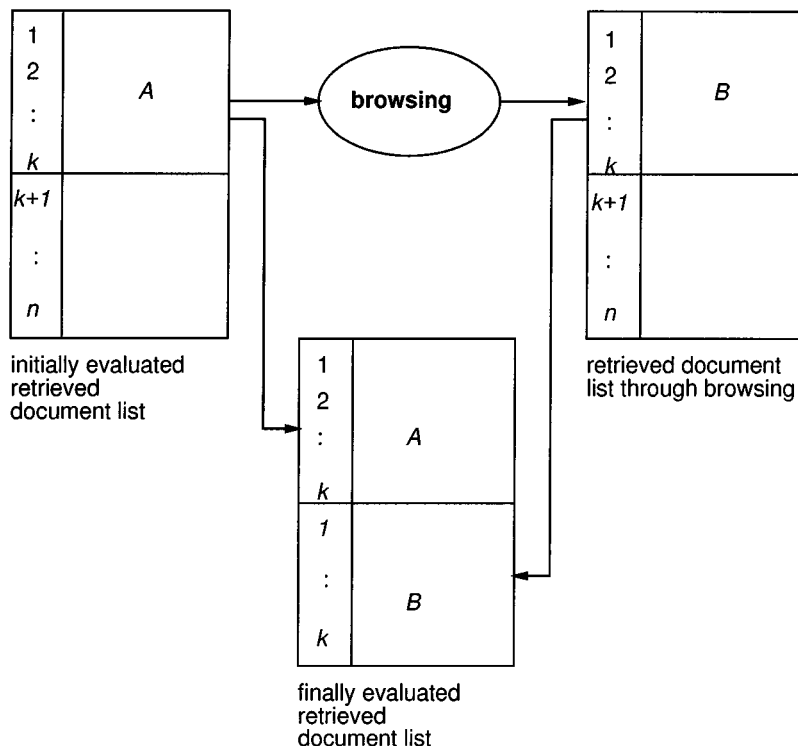 1
2
:
k
k+1
:
n
A
initially evaluated
retrieved
document list
browsing
1
2
:
k
k+1
:
n
B
retrieved document
list through browsing
1
2
:
k
1
:
k
A
B
finally evaluated
retrieved
document list